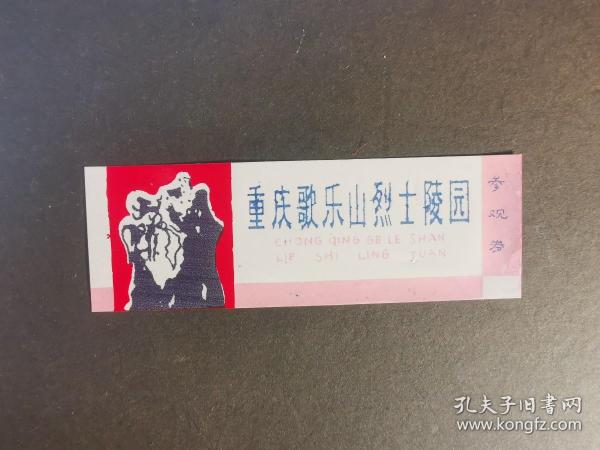 重庆歌乐山烈士陵园
CHONG QING GE LE SHAN
LIE SHI LING YUAN
参观券
孔夫子旧书网
www.kongfz.com